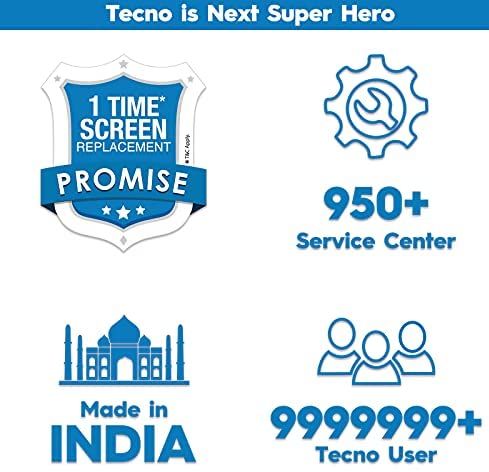 Tecno is Next Super Hero
1 TIME*
SCREEN
REPLACEMENT
* T&C Apply.
PROMISE
950+
Service Center
Made in
INDIA
9999999+
Tecno User